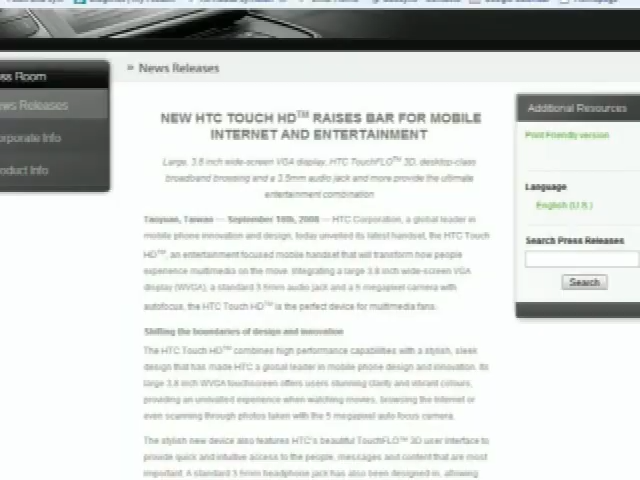 News Releases
ss Room
ews Releases
orporate Info
oduct Info
NEW HTC TOUCH HD™ RAISES BAR FOR MOBILE
INTERNET AND ENTERTAINMENT
Large, 3.8 inch wide-screen VGA display, HTC TouchFLO™ 3D, desktop-class
broadband browsing and a 3.5mm audio jack and more provide the ultimate
entertainment combination
Taoyuan, Taiwan — September 19th, 2008 — HTC Corporation, a global leader in
mobile phone innovation and design, today unveiled its latest handset, the HTC Touch
HD™, an entertainment focused mobile handset that will transform how people
experience multimedia on the move. Integrating a large 3.8 inch wide-screen VGA
display (WVGA), a standard 3.5mm audio jack and a 5 megapixel camera with
autofocus, the HTC Touch HD™ is the perfect device for multimedia fans.
Shifting the boundaries of design and innovation
The HTC Touch HD™ combines high performance capabilities with a stylish, sleek
design that has made HTC a global leader in mobile phone design and innovation. Its
large 3.8 inch WVGA touchscreen offers users stunning clarity and vibrant colours,
providing an unrivalled experience when watching movies, browsing the Internet or
even scanning through photos taken with the 5 megapixel auto focus camera.
The stylish new device also features HTC's beautiful TouchFLO™ 3D user interface to
provide quick and intuitive access to the people, messages and content that are most
important. A standard 3.5mm headphone jack has also been designed in, allowing
Additional Resources
Print Friendly version
Language
English (U.S.)
Search Press Releases
Search